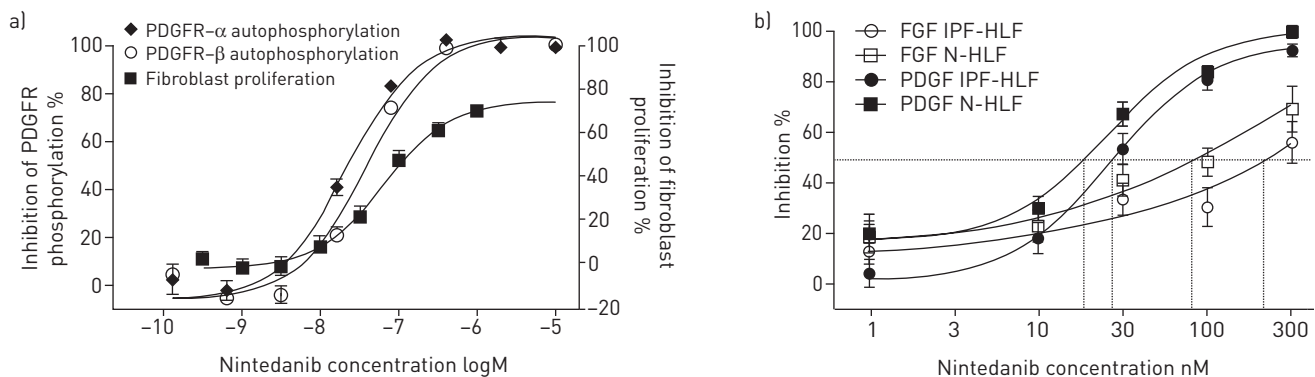 a)
PDGFR-α autophosphorylation
PDGFR-β autophosphorylation
Fibroblast proliferation
Inhibition of PDGFR
phosphorylation %
100
80
60
40
20
0
Inhibition of fibroblast
proliferation %
100
80
60
40
20
0
–20
–10
–9
–8
–7
–6
–5
Nintedanib concentration logM
b)
FGF IPF-HLF
FGF N-HLF
PDGF IPF-HLF
PDGF N-HLF
Inhibition %
100
80
60
40
20
0
1
3
10
30
100
300
Nintedanib concentration nM